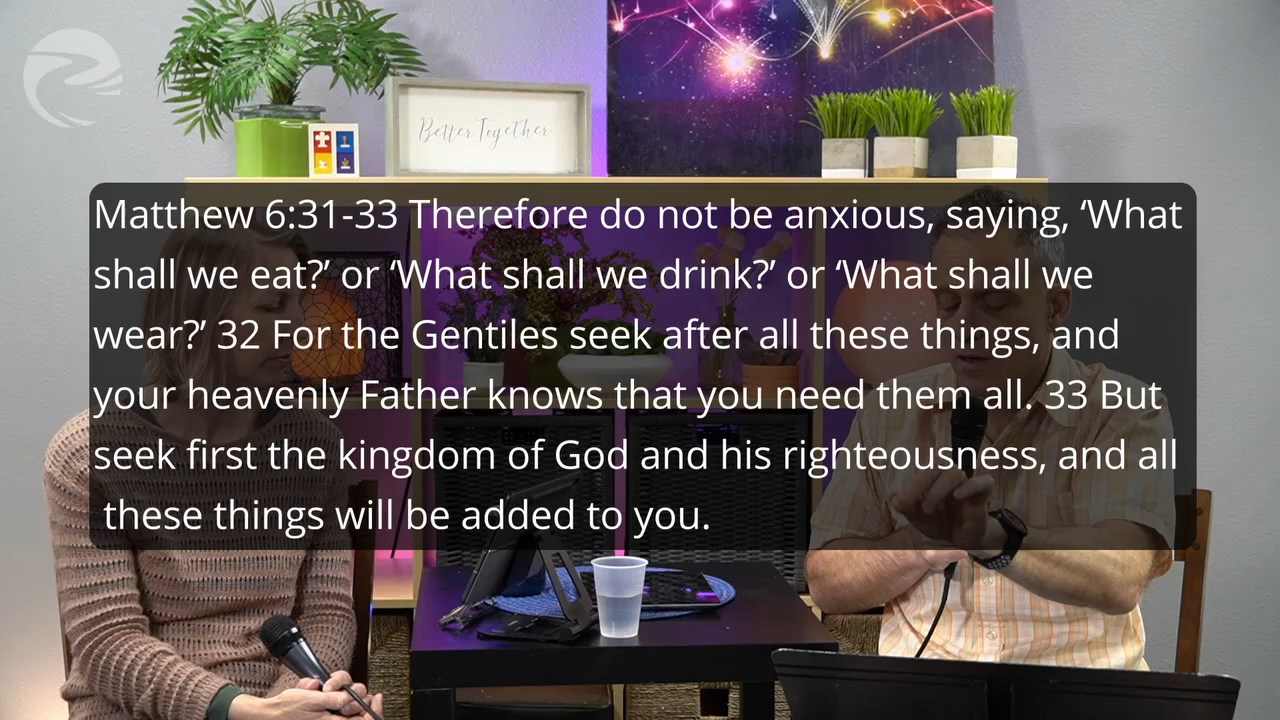 Better Together
Matthew 6:31-33 Therefore do not be anxious, saying, ‘What
shall we eat?’ or ‘What shall we drink?’ or ‘What shall we
wear?’ 32 For the Gentiles seek after all these things, and
your heavenly Father knows that you need them all. 33 But
seek first the kingdom of God and his righteousness, and all
these things will be added to you.